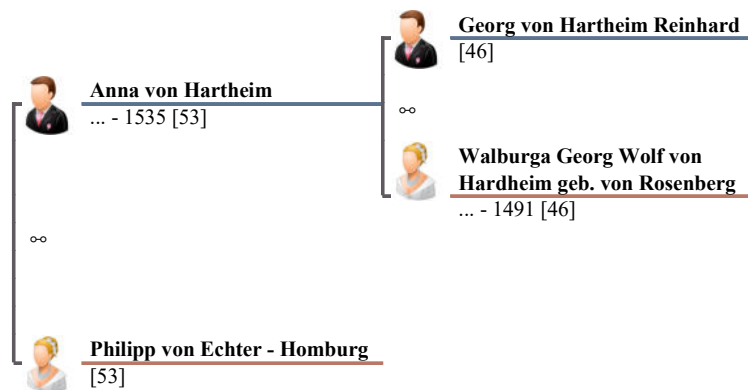 Georg von Hartheim Reinhard
[46]
Anna von Hartheim
... - 1535 [53]
Walburga Georg Wolf von
Hardheim geb. von Rosenberg
... - 1491 [46]
Philipp von Echter - Homburg
[53]